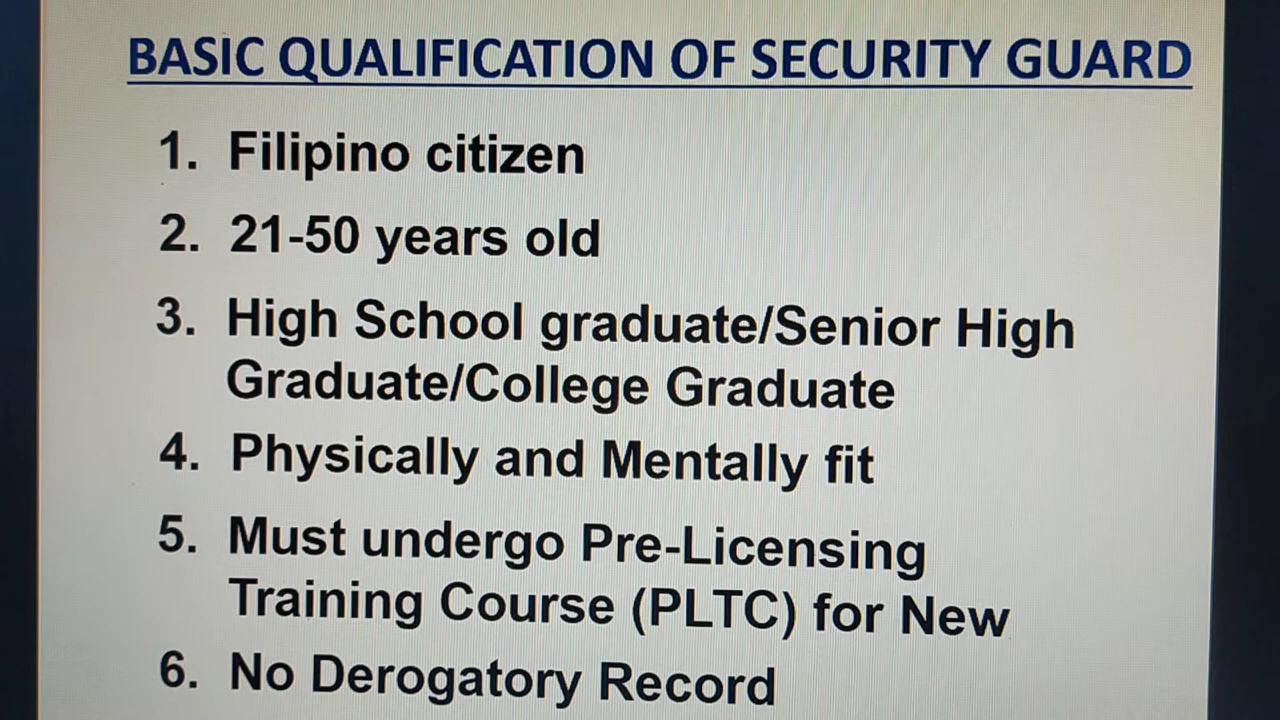 BASIC QUALIFICATION OF SECURITY GUARD
1. Filipino citizen
2. 21-50 years old
3. High School graduate/Senior High
Graduate/College Graduate
4. Physically and Mentally fit
5. Must undergo Pre-Licensing
Training Course (PLTC) for New
6. No Derogatory Record